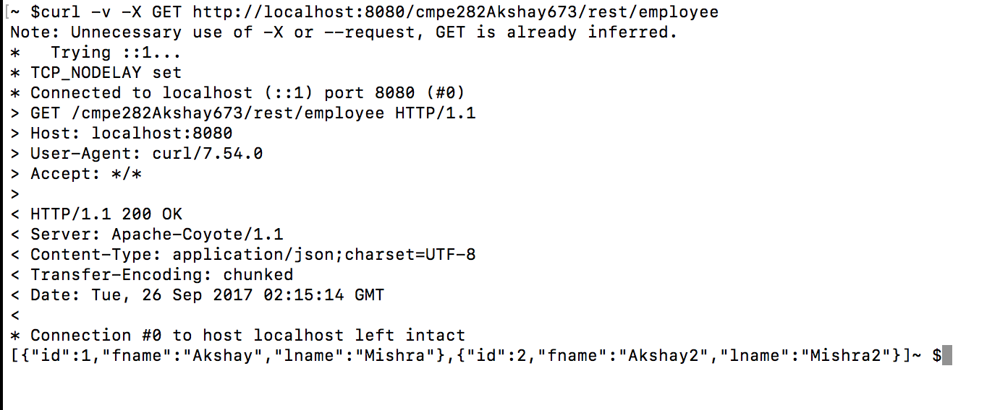 [~ $curl -v -X GET http://localhost:8080/cmpe282Akshay673/rest/employee
Note: Unnecessary use of -X or --request, GET is already inferred.
*   Trying ::1...
* TCP_NODELAY set
* Connected to localhost (::1) port 8080 (#0)
> GET /cmpe282Akshay673/rest/employee HTTP/1.1
> Host: localhost:8080
> User-Agent: curl/7.54.0
> Accept: */*
>
< HTTP/1.1 200 OK
< Server: Apache-Coyote/1.1
< Content-Type: application/json;charset=UTF-8
< Transfer-Encoding: chunked
< Date: Tue, 26 Sep 2017 02:15:14 GMT
<
* Connection #0 to host localhost left intact
[{"id":1,"fname":"Akshay","lname":"Mishra"},{"id":2,"fname":"Akshay2","lname":"Mishra2"}]~ $